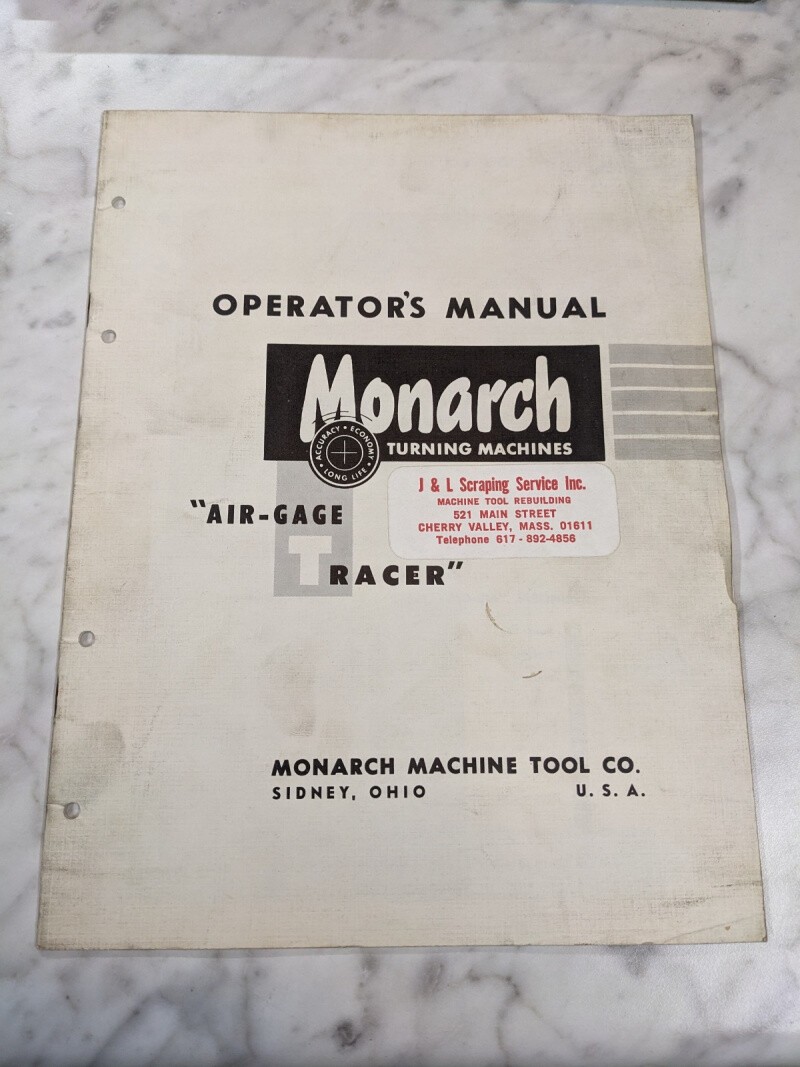 OPERATOR'S MANUAL
Monarch
TURNING MACHINES
ACCURACY • ECONOMY • LONG LIFE •
J & L Scraping Service Inc.
MACHINE TOOL REBUILDING
521 MAIN STREET
CHERRY VALLEY, MASS. 01611
Telephone 617 - 892-4856
"AIR-GAGE
TRACER"
MONARCH MACHINE TOOL CO.
SIDNEY, OHIO U. S. A.